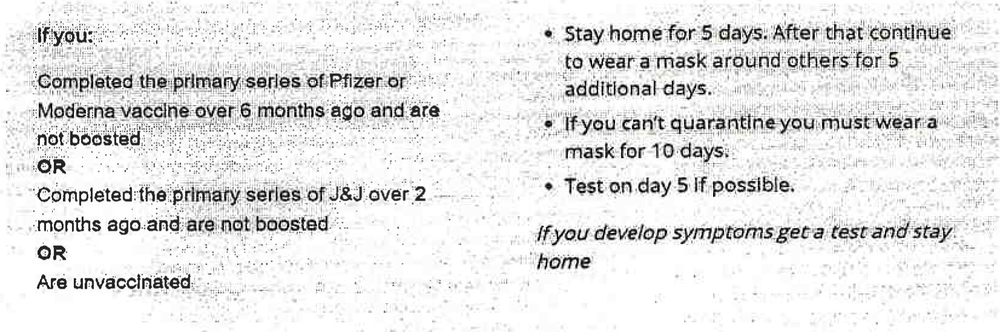 If you:
Completed the primary series of Pfizer or
Moderna vaccine over 6 months ago and are
not boosted
OR
Completed the primary series of J&J over 2
months ago and are not boosted
OR
Are unvaccinated
• Stay home for 5 days. After that continue
to wear a mask around others for 5
additional days.
• If you can't quarantine you must wear a
mask for 10 days.
• Test on day 5 if possible.
If you develop symptoms get a test and stay
home